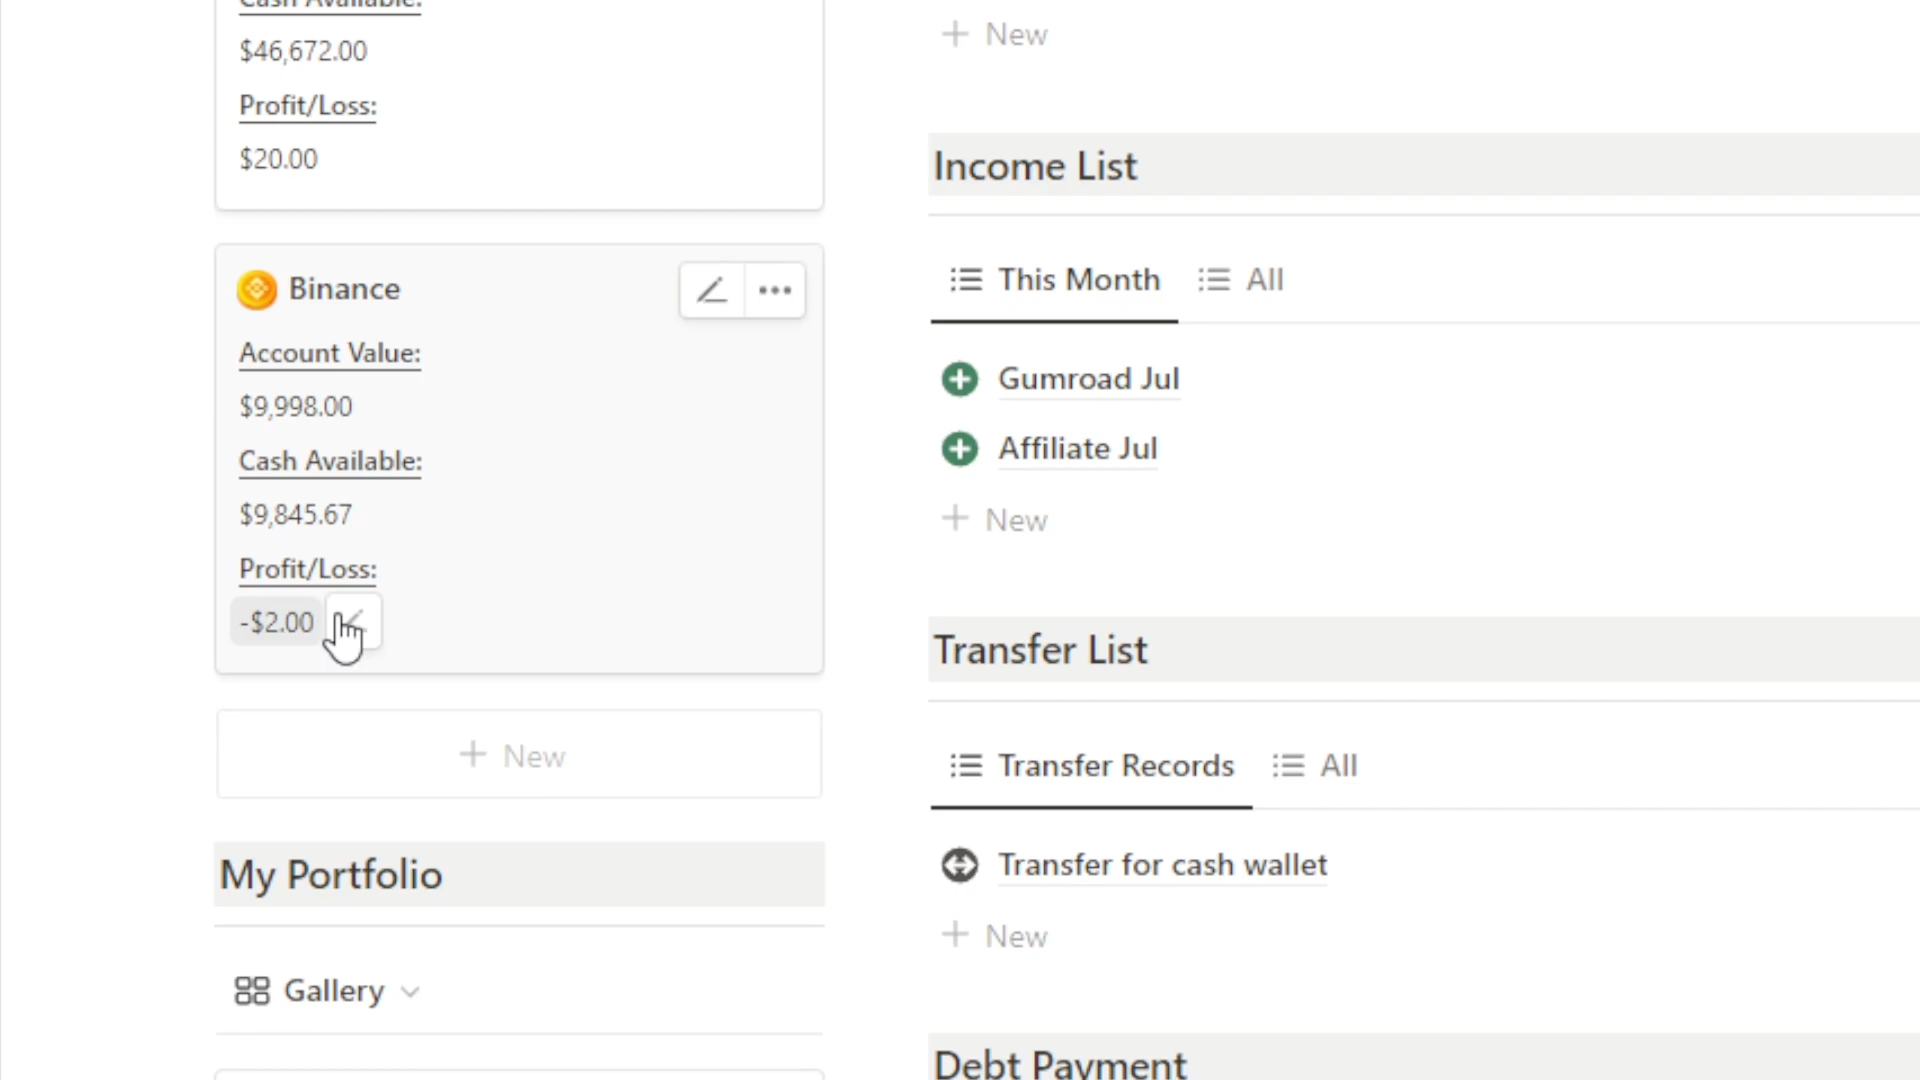 Cash Available:
$46,672.00
Profit/Loss:
$20.00
Binance
Account Value:
$9,998.00
Cash Available:
$9,845.67
Profit/Loss:
-$2.00
New
My Portfolio
Gallery
New
Income List
This Month All
Gumroad Jul
Affiliate Jul
New
Transfer List
Transfer Records All
Transfer for cash wallet
New
Debt Payment